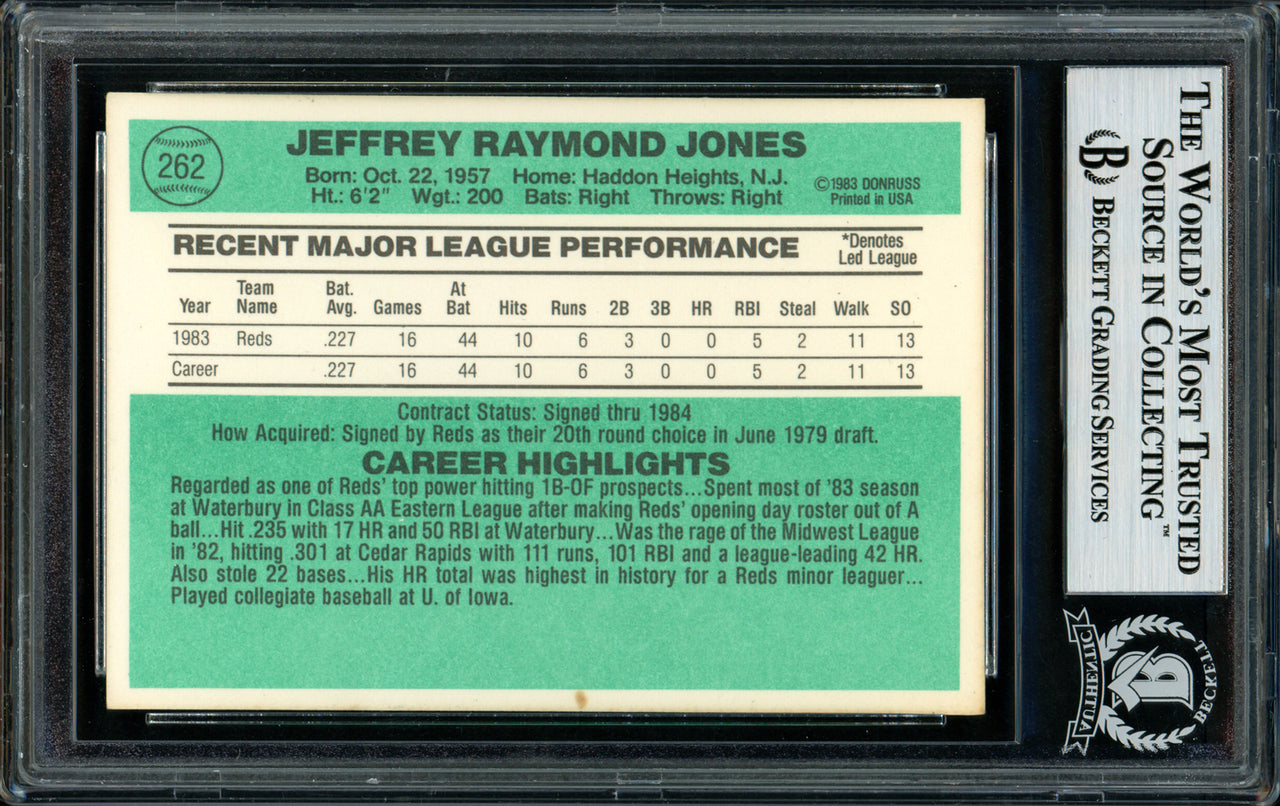 262
JEFFREY RAYMOND JONES
Born: Oct. 22, 1957 Home: Haddon Heights, N.J.
Ht.: 6'2" Wgt.: 200 Bats: Right Throws: Right
©1983 DONRUSS
Printed in USA
RECENT MAJOR LEAGUE PERFORMANCE
*Denotes
Led League
Year Team Name Bat. Avg. Games At Bat Hits Runs 2B 3B HR RBI Steal Walk SO
1983 Reds .227 16 44 10 6 3 0 0 5 2 11 13
Career .227 16 44 10 6 3 0 0 5 2 11 13
Contract Status: Signed thru 1984
How Acquired: Signed by Reds as their 20th round choice in June 1979 draft.
CAREER HIGHLIGHTS
Regarded as one of Reds' top power hitting 1B-OF prospects...Spent most of '83 season
at Waterbury in Class AA Eastern League after making Reds' opening day roster out of A
ball...Hit .235 with 17 HR and 50 RBI at Waterbury...Was the rage of the Midwest League
in '82, hitting .301 at Cedar Rapids with 111 runs, 101 RBI and a league-leading 42 HR.
Also stole 22 bases...His HR total was highest in history for a Reds minor leaguer...
Played collegiate baseball at U. of Iowa.
THE WORLD'S MOST TRUSTED
SOURCE IN COLLECTING™
B BECKETT GRADING SERVICES
AUTHENTIC
B
BECKETT